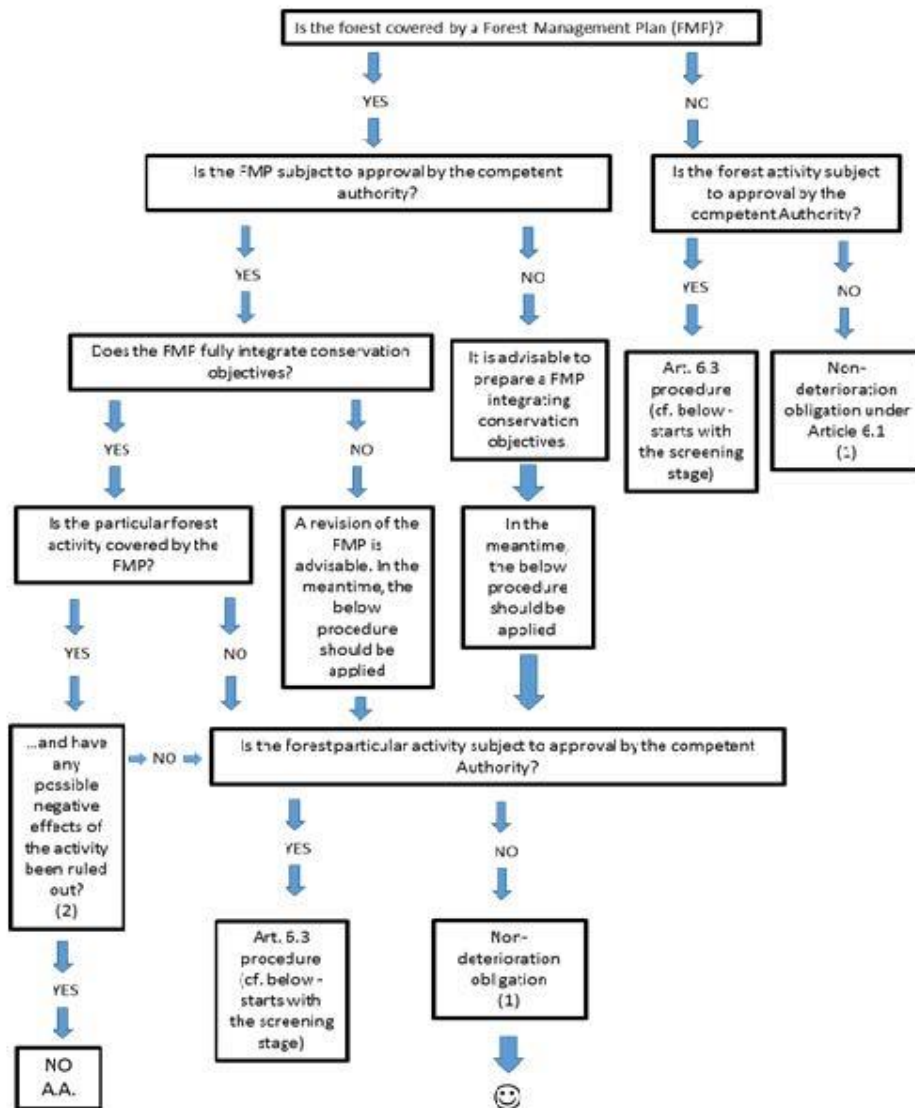 Is the forest covered by a Forest Management Plan (FMP)?
YES
NO
Is the FMP subject to approval by the competent
authority?
Is the forest activity subject
to approval by the
competent Authority?
YES
NO
YES
NO
Does the FMP fully integrate conservation
objectives?
It is advisable to
prepare a FMP
integrating
conservation
objectives
Art. 6.3
procedure
(cf. below -
starts with
the screening
stage)
Non-
deterioration
obligation under
Article 6.1
(1)
YES
NO
Is the particular forest
activity covered by the
FMP?
A revision of the
FMP is
advisable. In the
meantime, the
below
procedure
should be
applied
In the
meantime,
the below
procedure
should be
applied
YES
NO
...and have
any
possible
negative
effects of
the activity
been ruled
out?
(2)
NO
Is the forest particular activity subject to approval by the competent
Authority?
YES
NO
YES
Art. 6.3
procedure
(cf. below -
starts with
the screening
stage)
Non-
deterioration
obligation
(1)
NO
A.A.